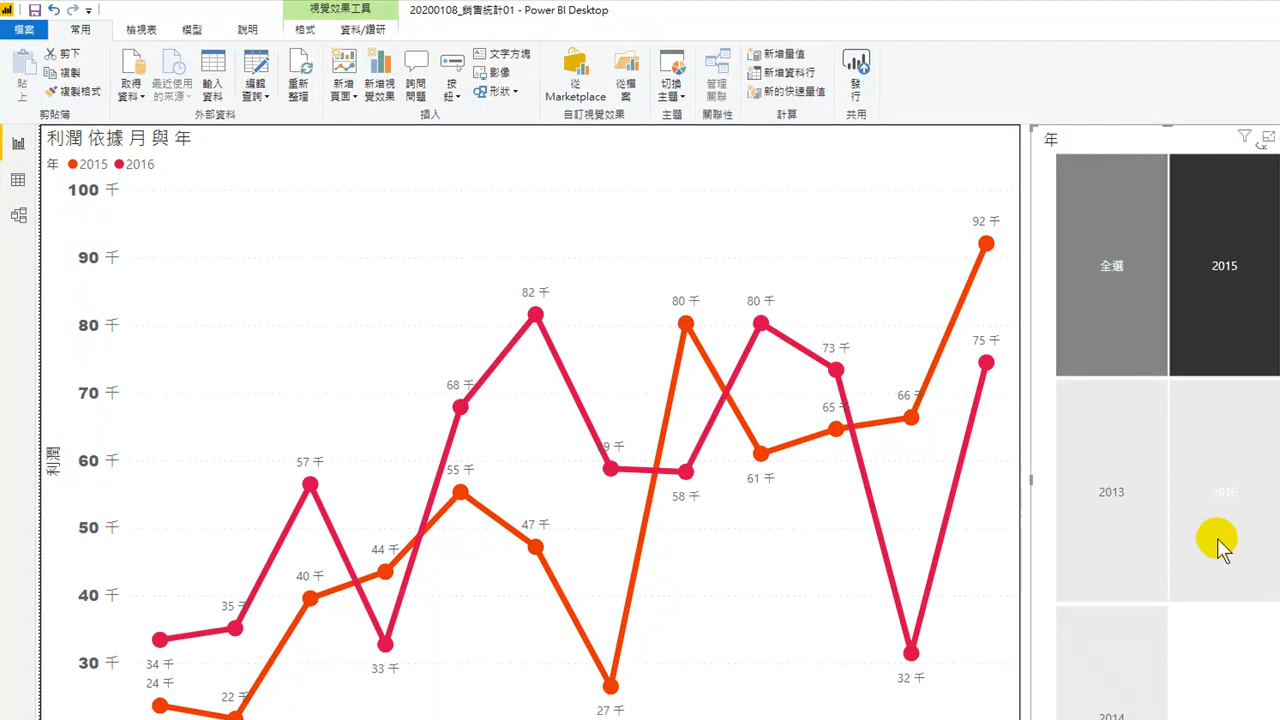 視覺效果工具
20200108_銷售統計01 - Power BI Desktop
檔案 常用 檢視表 模型 說明 格式 資料/鑽研
貼上
剪下
複製
複製格式
剪貼簿
取得資料
最近使用的來源
輸入資料
編輯查詢
重新整理
外部資料
新增頁面
新增視覺效果
詢問問題
按鈕
文字方塊
影像
形狀
插入
從 Marketplace
從檔案
自訂視覺效果
切換主題
主題
管理關聯
關聯性
新增量值
新增資料行
新的快速量值
計算
發行
共用
利潤 依據 月 與 年
年 2015 2016
100 千
90 千
80 千
70 千
60 千
50 千
40 千
30 千
利潤
92 千
82 千
80 千
80 千
75 千
73 千
68 千
66 千
65 千
61 千
58 千
57 千
55 千
47 千
44 千
40 千
35 千
34 千
33 千
32 千
27 千
24 千
22 千
年
全選
2015
2013
2016
2014